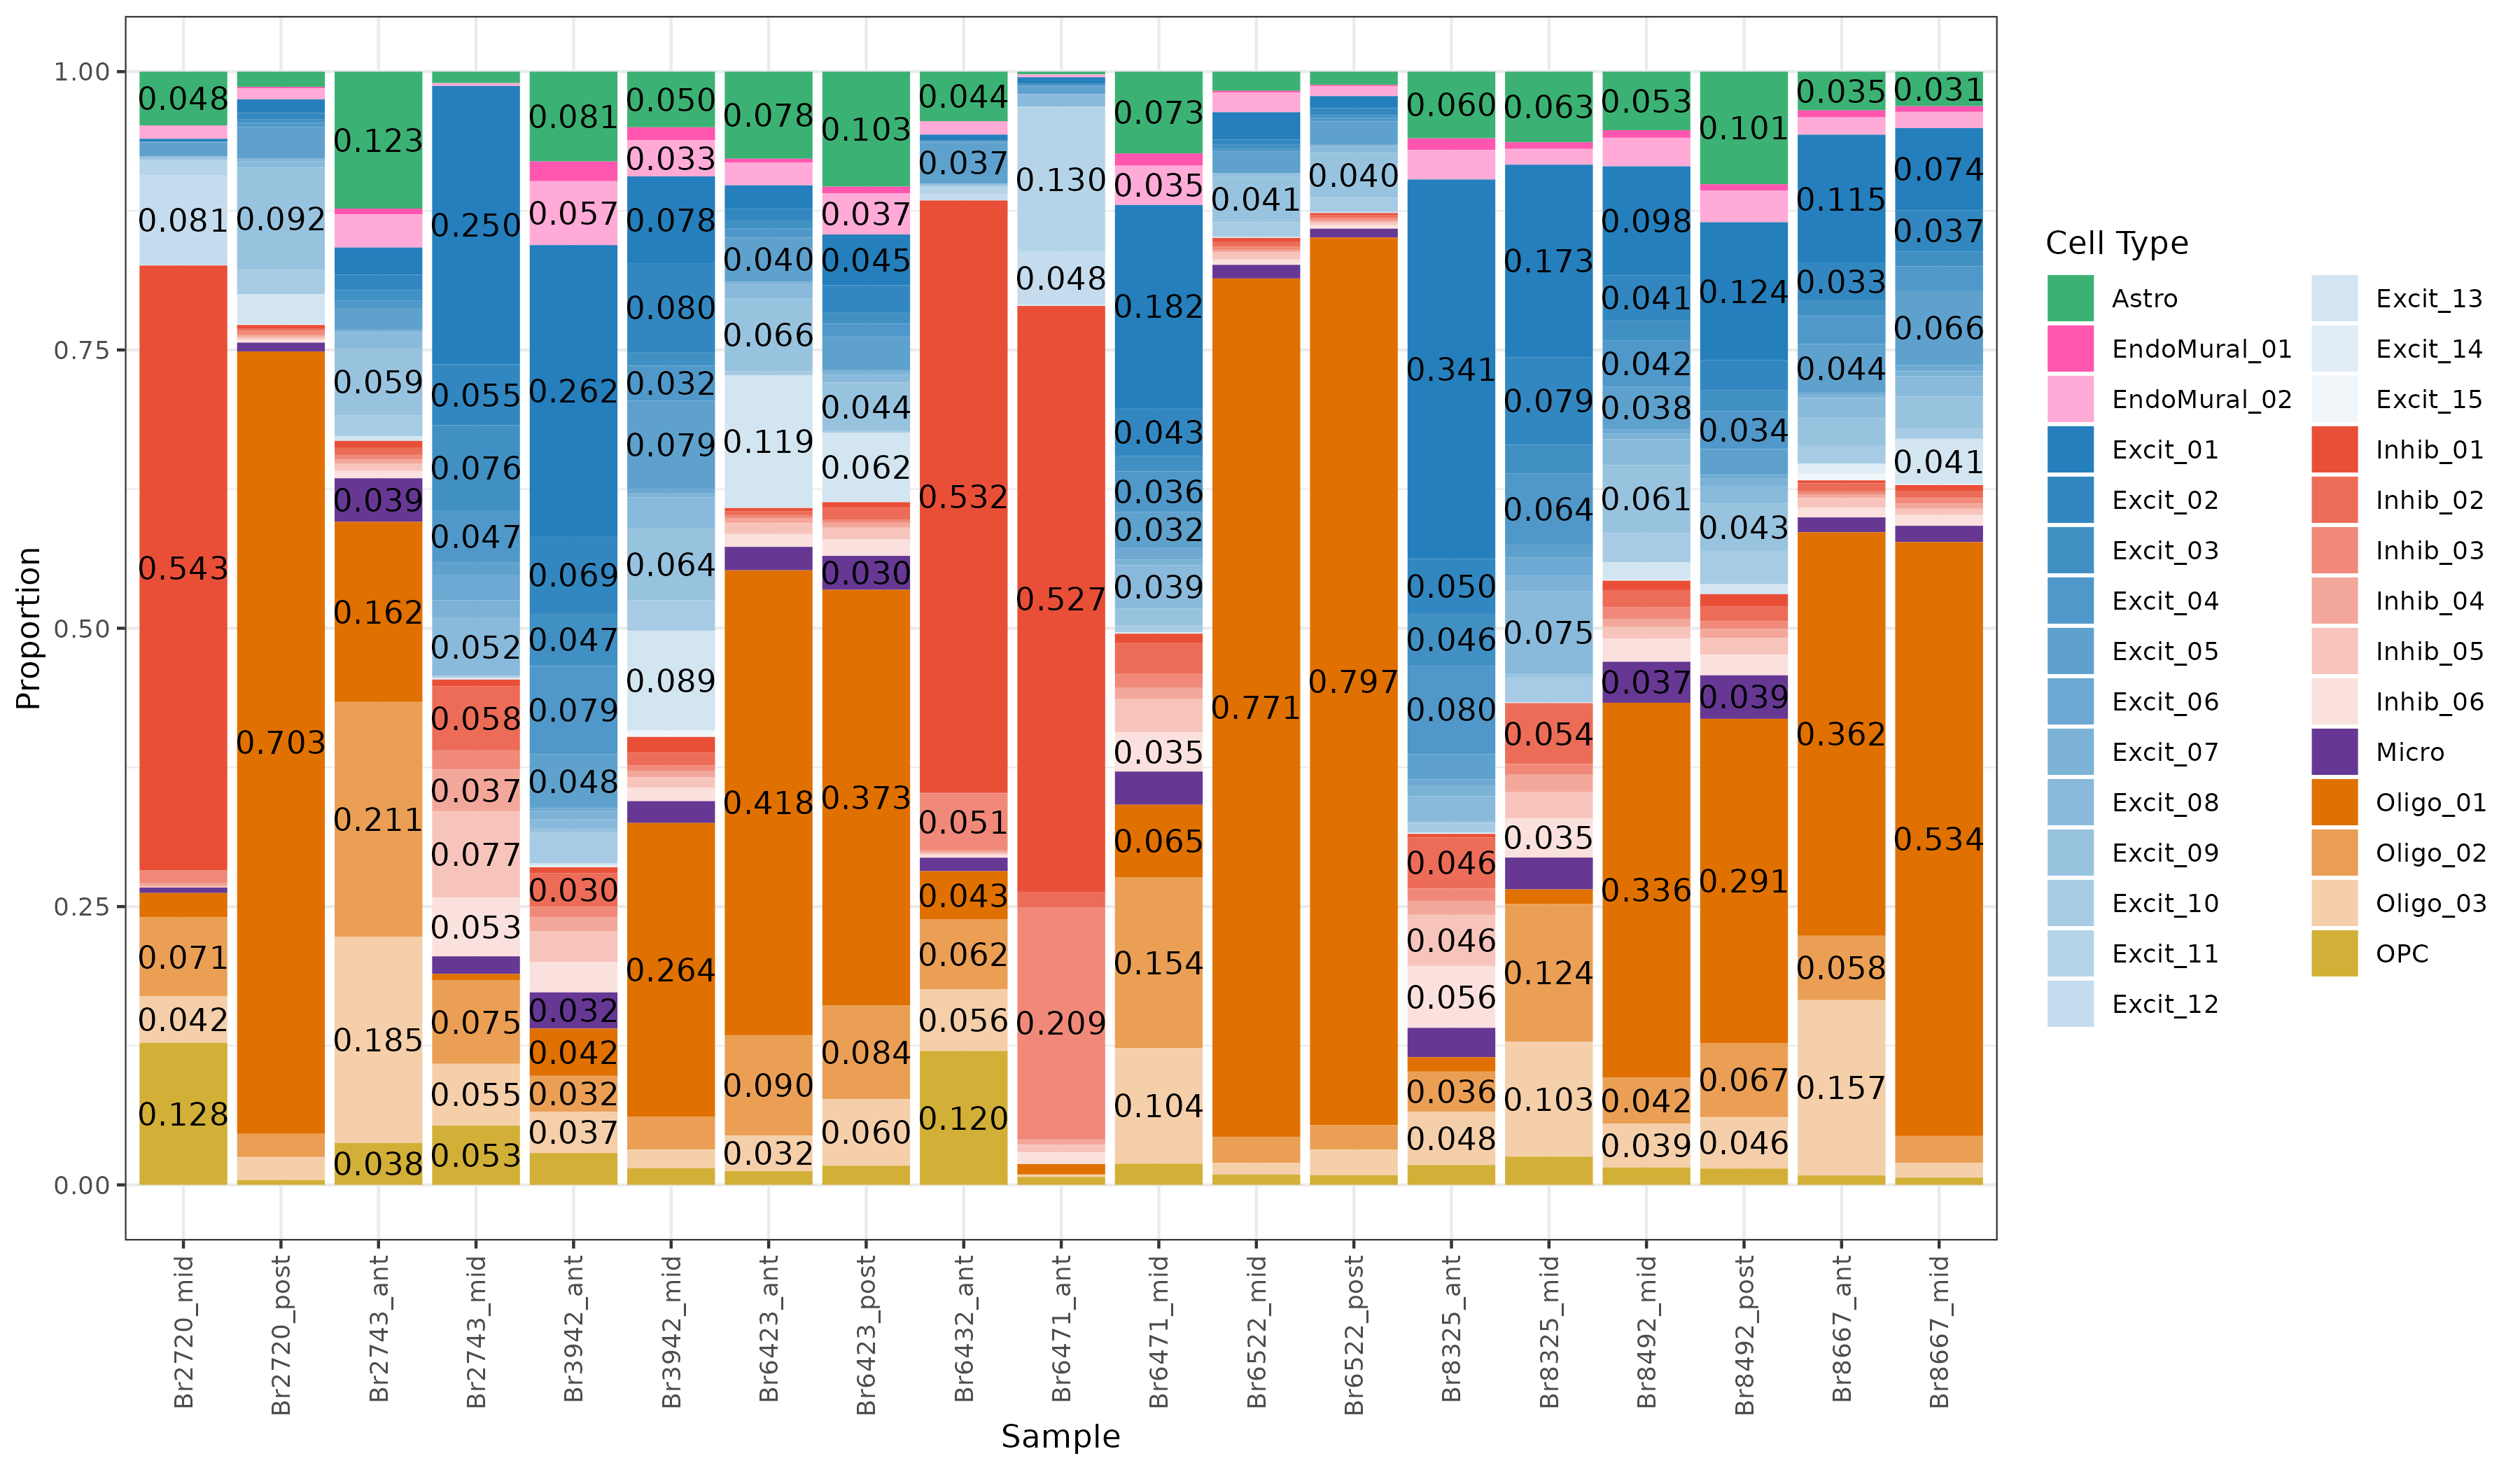 1.00
0.75
0.50
0.25
0.00
Proportion
0.048
0.081
0.543
0.071
0.042
0.128
0.092
0.703
0.123
0.059
0.039
0.162
0.211
0.185
0.038
0.250
0.055
0.076
0.047
0.052
0.058
0.037
0.077
0.053
0.075
0.055
0.053
0.081
0.057
0.262
0.069
0.047
0.079
0.048
0.030
0.032
0.042
0.032
0.037
0.050
0.033
0.078
0.080
0.032
0.079
0.064
0.089
0.264
0.078
0.040
0.066
0.119
0.418
0.090
0.032
0.103
0.037
0.045
0.044
0.062
0.030
0.373
0.084
0.060
0.044
0.037
0.532
0.051
0.043
0.062
0.056
0.120
0.130
0.048
0.527
0.209
0.073
0.035
0.182
0.043
0.036
0.032
0.039
0.035
0.065
0.154
0.104
0.041
0.771
0.040
0.797
0.060
0.341
0.050
0.046
0.080
0.046
0.046
0.056
0.036
0.048
0.063
0.173
0.079
0.064
0.075
0.054
0.035
0.124
0.103
0.053
0.098
0.041
0.042
0.038
0.061
0.037
0.336
0.042
0.039
0.101
0.124
0.034
0.043
0.039
0.291
0.067
0.046
0.035
0.115
0.033
0.044
0.362
0.058
0.157
0.031
0.074
0.037
0.066
0.041
0.534
Br2720_mid
Br2720_post
Br2743_ant
Br2743_mid
Br3942_ant
Br3942_mid
Br6423_ant
Br6423_post
Br6432_ant
Br6471_ant
Br6471_mid
Br6522_mid
Br6522_post
Br8325_ant
Br8325_mid
Br8492_mid
Br8492_post
Br8667_ant
Br8667_mid
Sample
Cell Type
Astro
EndoMural_01
EndoMural_02
Excit_01
Excit_02
Excit_03
Excit_04
Excit_05
Excit_06
Excit_07
Excit_08
Excit_09
Excit_10
Excit_11
Excit_12
Excit_13
Excit_14
Excit_15
Inhib_01
Inhib_02
Inhib_03
Inhib_04
Inhib_05
Inhib_06
Micro
Oligo_01
Oligo_02
Oligo_03
OPC